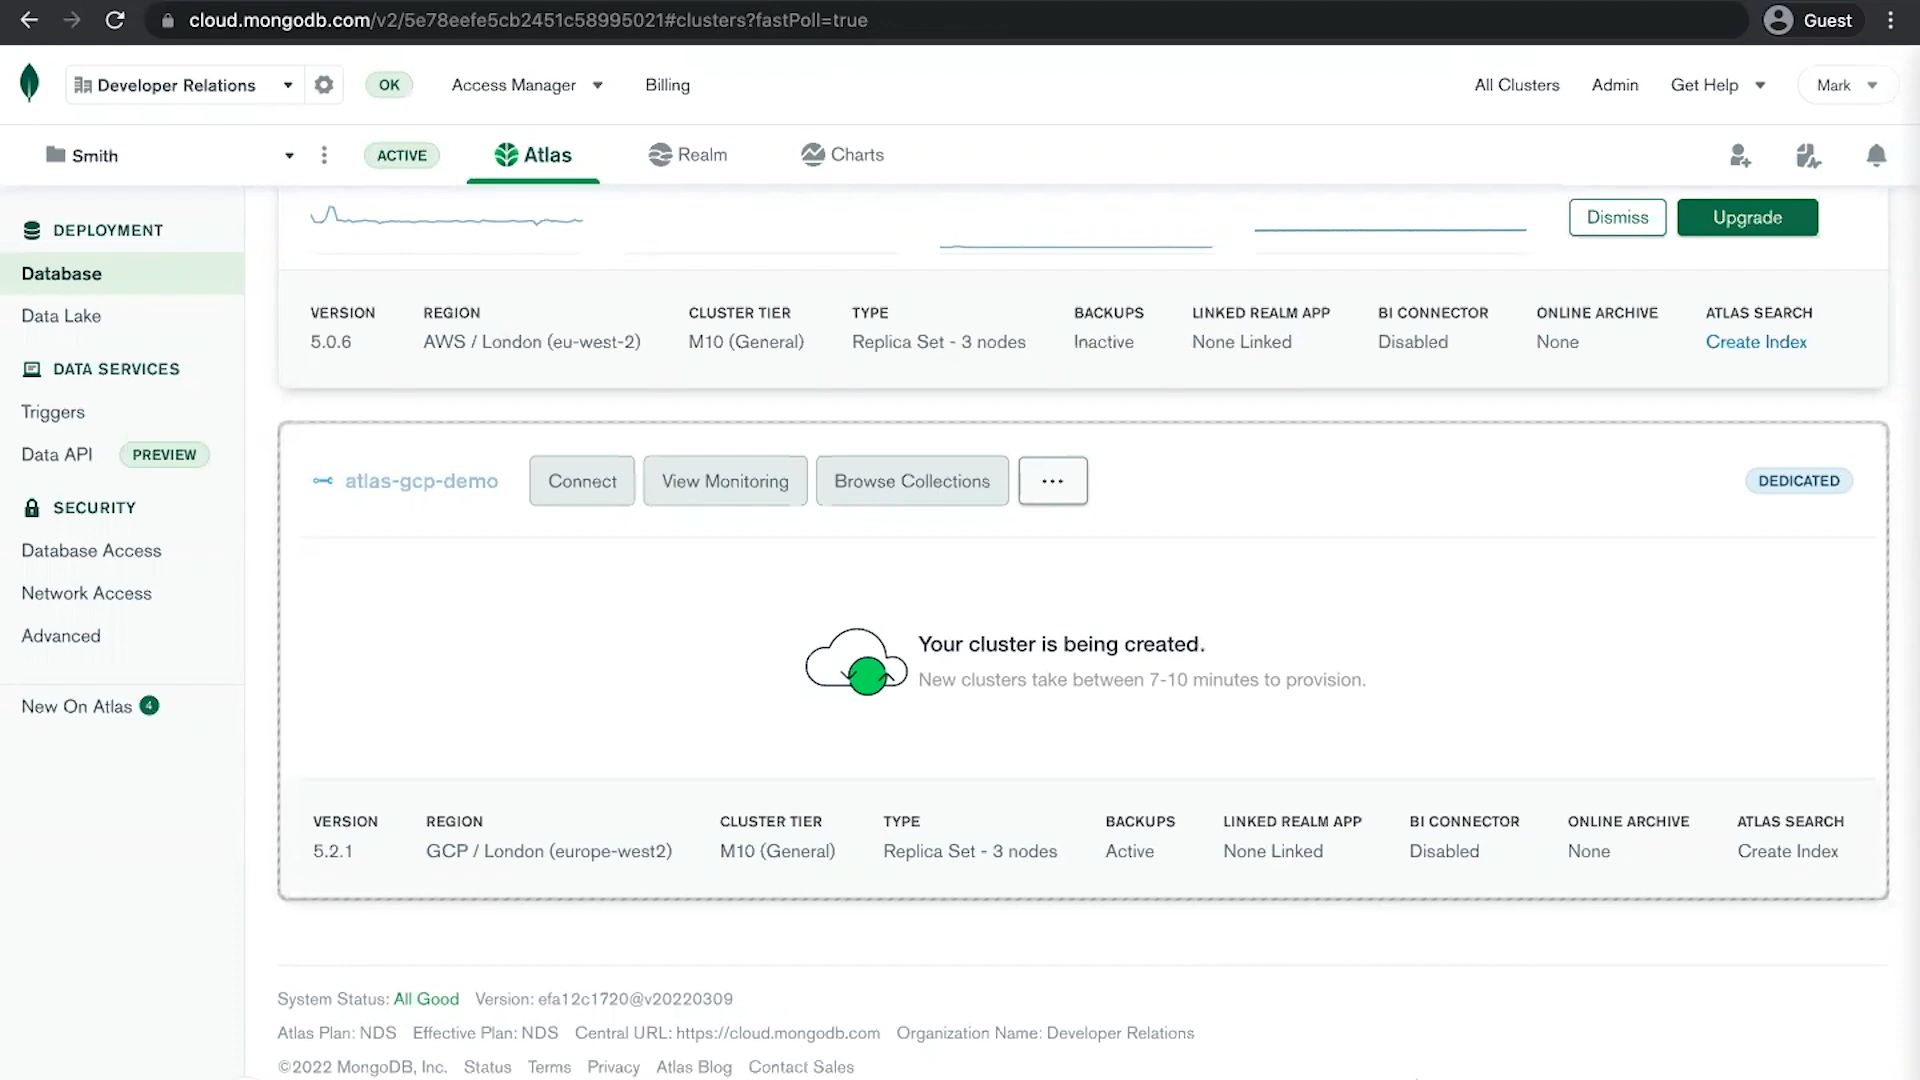 cloud.mongodb.com/v2/5e78eefe5cb2451c58995021#clusters?fastPoll=true
Guest
Developer Relations
OK
Access Manager
Billing
All Clusters
Admin
Get Help
Mark
Smith
ACTIVE
Atlas
Realm
Charts
DEPLOYMENT
Database
Data Lake
DATA SERVICES
Triggers
Data API PREVIEW
SECURITY
Database Access
Network Access
Advanced
New On Atlas 4
Dismiss
Upgrade
VERSION REGION CLUSTER TIER TYPE BACKUPS LINKED REALM APP BI CONNECTOR ONLINE ARCHIVE ATLAS SEARCH
5.0.6 AWS / London (eu-west-2) M10 (General) Replica Set - 3 nodes Inactive None Linked Disabled None Create Index
atlas-gcp-demo Connect View Monitoring Browse Collections ... DEDICATED
Your cluster is being created.
New clusters take between 7-10 minutes to provision.
VERSION REGION CLUSTER TIER TYPE BACKUPS LINKED REALM APP BI CONNECTOR ONLINE ARCHIVE ATLAS SEARCH
5.2.1 GCP / London (europe-west2) M10 (General) Replica Set - 3 nodes Active None Linked Disabled None Create Index
System Status: All Good Version: efa12c1720@v20220309
Atlas Plan: NDS Effective Plan: NDS Central URL: https://cloud.mongodb.com Organization Name: Developer Relations
©2022 MongoDB, Inc. Status Terms Privacy Atlas Blog Contact Sales